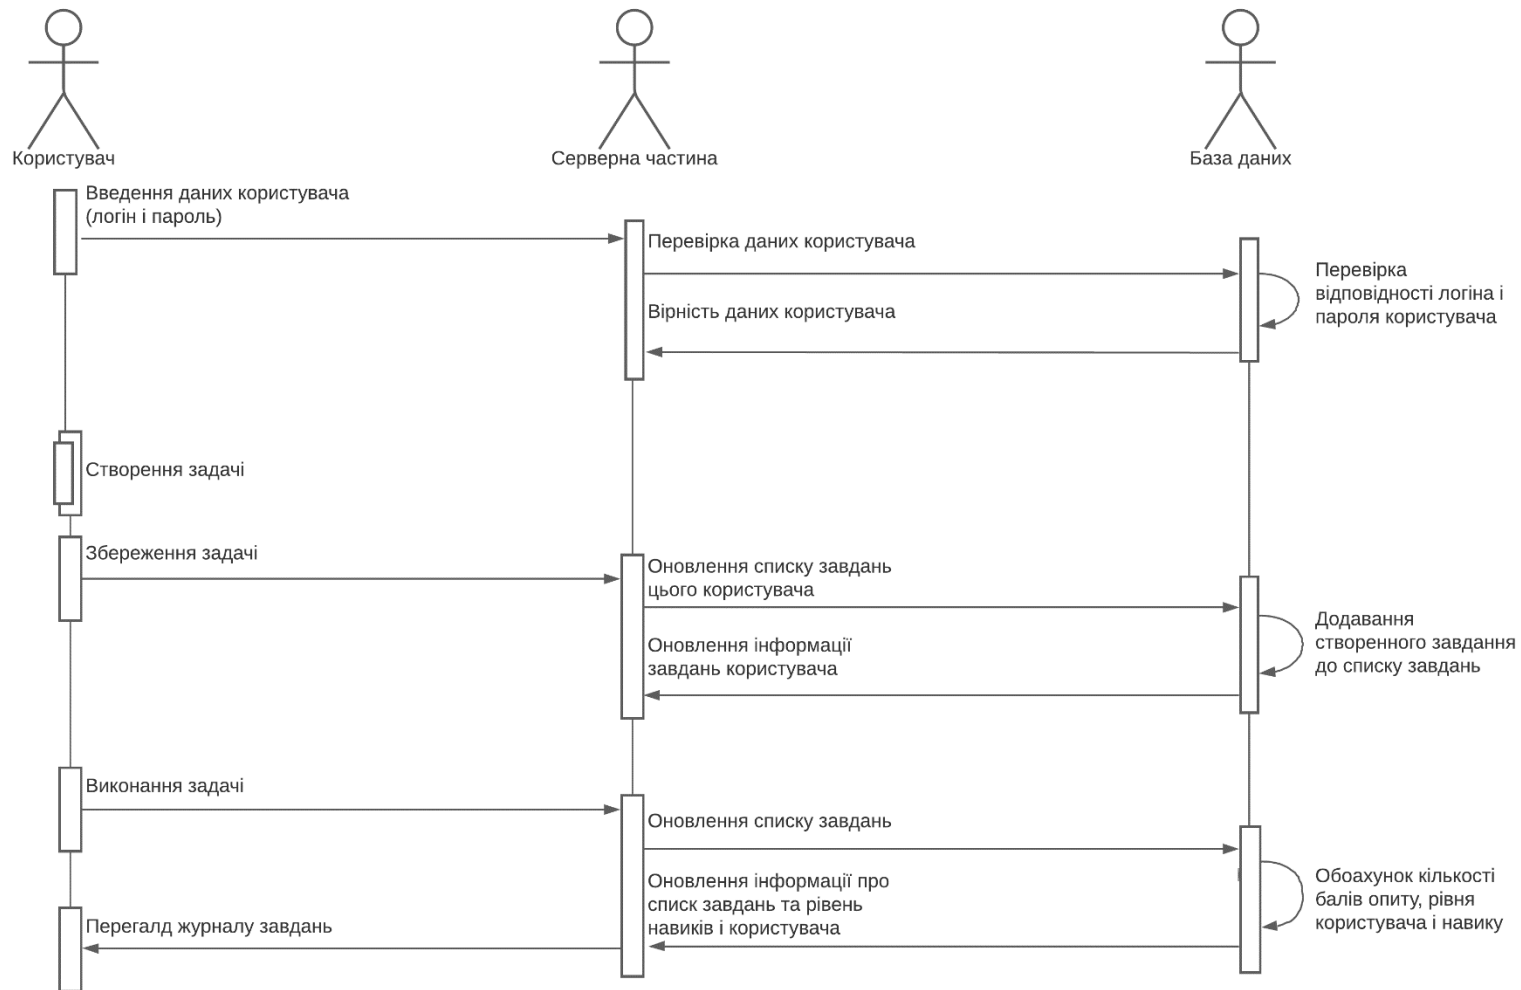 Користувач
Серверна частина
База даних
Введення даних користувача
(логін і пароль)
Перевірка даних користувача
Перевірка
відповідності логіна і
пароля користувача
Вірність даних користувача
Створення задачі
Збереження задачі
Оновлення списку завдань
цього користувача
Додавання
створенного завдання
до списку завдань
Оновлення інформації
завдань користувача
Виконання задачі
Оновлення списку завдань
Оновлення інформації про
списк завдань та рівень
навиків і користувача
Обоахунок кількості
балів опиту, рівня
користувача і навику
Перегалд журналу завдань